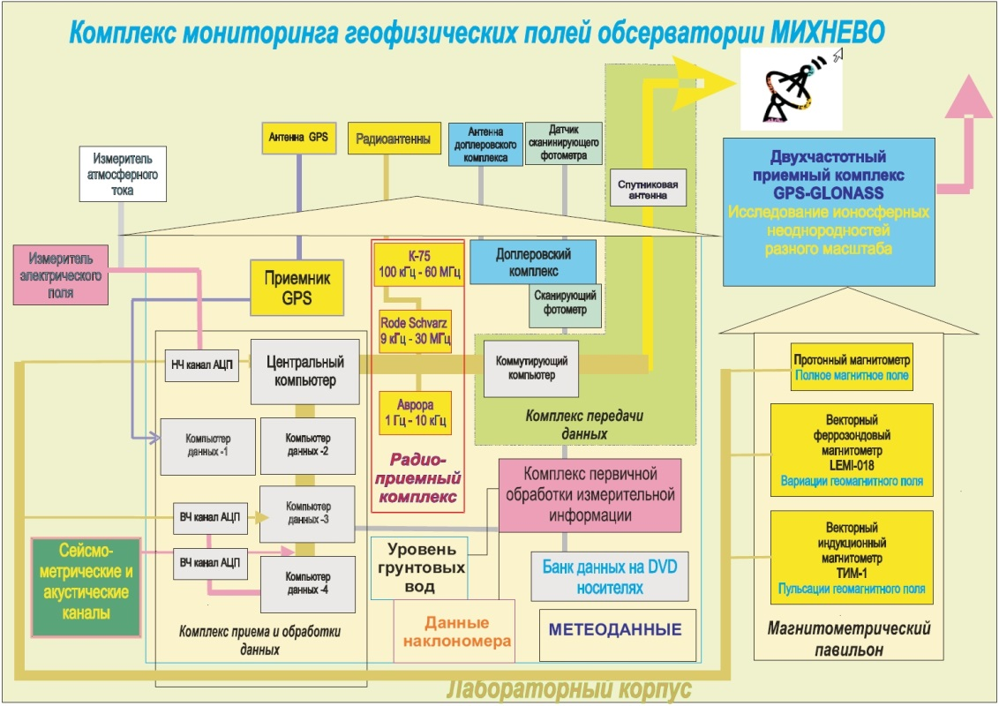 Комплекс мониторинга геофизических полей обсерватории МИХНЕВО
Антенна GPS
Радиоантенны
Антенна
доплеровского
комплекса
Датчик
сканинирующего
фотометра
Измеритель
атмосферного
тока
Спутниковая
антенна
Двухчастотный
приемный комплекс
GPS-GLONASS
Исследование ионосферных
неоднородностей
разного масштаба
Измеритель
электрического
поля
Приемник
GPS
К-75
100 кГц - 60 МГц
Доплеровский
комплекс
Сканирующий
фотометр
Rode Schvarz
9 кГц - 30 МГц
НЧ канал АЦП
Центральный
компьютер
Коммутирующий
компьютер
Протонный магнитометр
Полное магнитное поле
Аврора
1 Гц - 10 кГц
Комплекс передачи
данных
Компьютер
данных -1
Компьютер
данных -2
Векторный
феррозондовый
магнитометр
LEMI-018
Вариации геомагнитного поля
Радио-
приемный
комплекс
Комплекс первичной
обработки измерительной
информации
ВЧ канал АЦП
Компьютер
данных -3
Векторный
индукционный
магнитометр
ТИМ-1
Пульсации геомагнитного поля
Сейсмо-
метрические и
акустические
каналы
ВЧ канал АЦП
Компьютер
данных -4
Уровень
грунтовых
вод
Банк данных на DVD
носителях
Комплекс приема и обработки
данных
Данные
наклономера
МЕТЕОДАННЫЕ
Магнитометрический
павильон
Лабораторный корпус